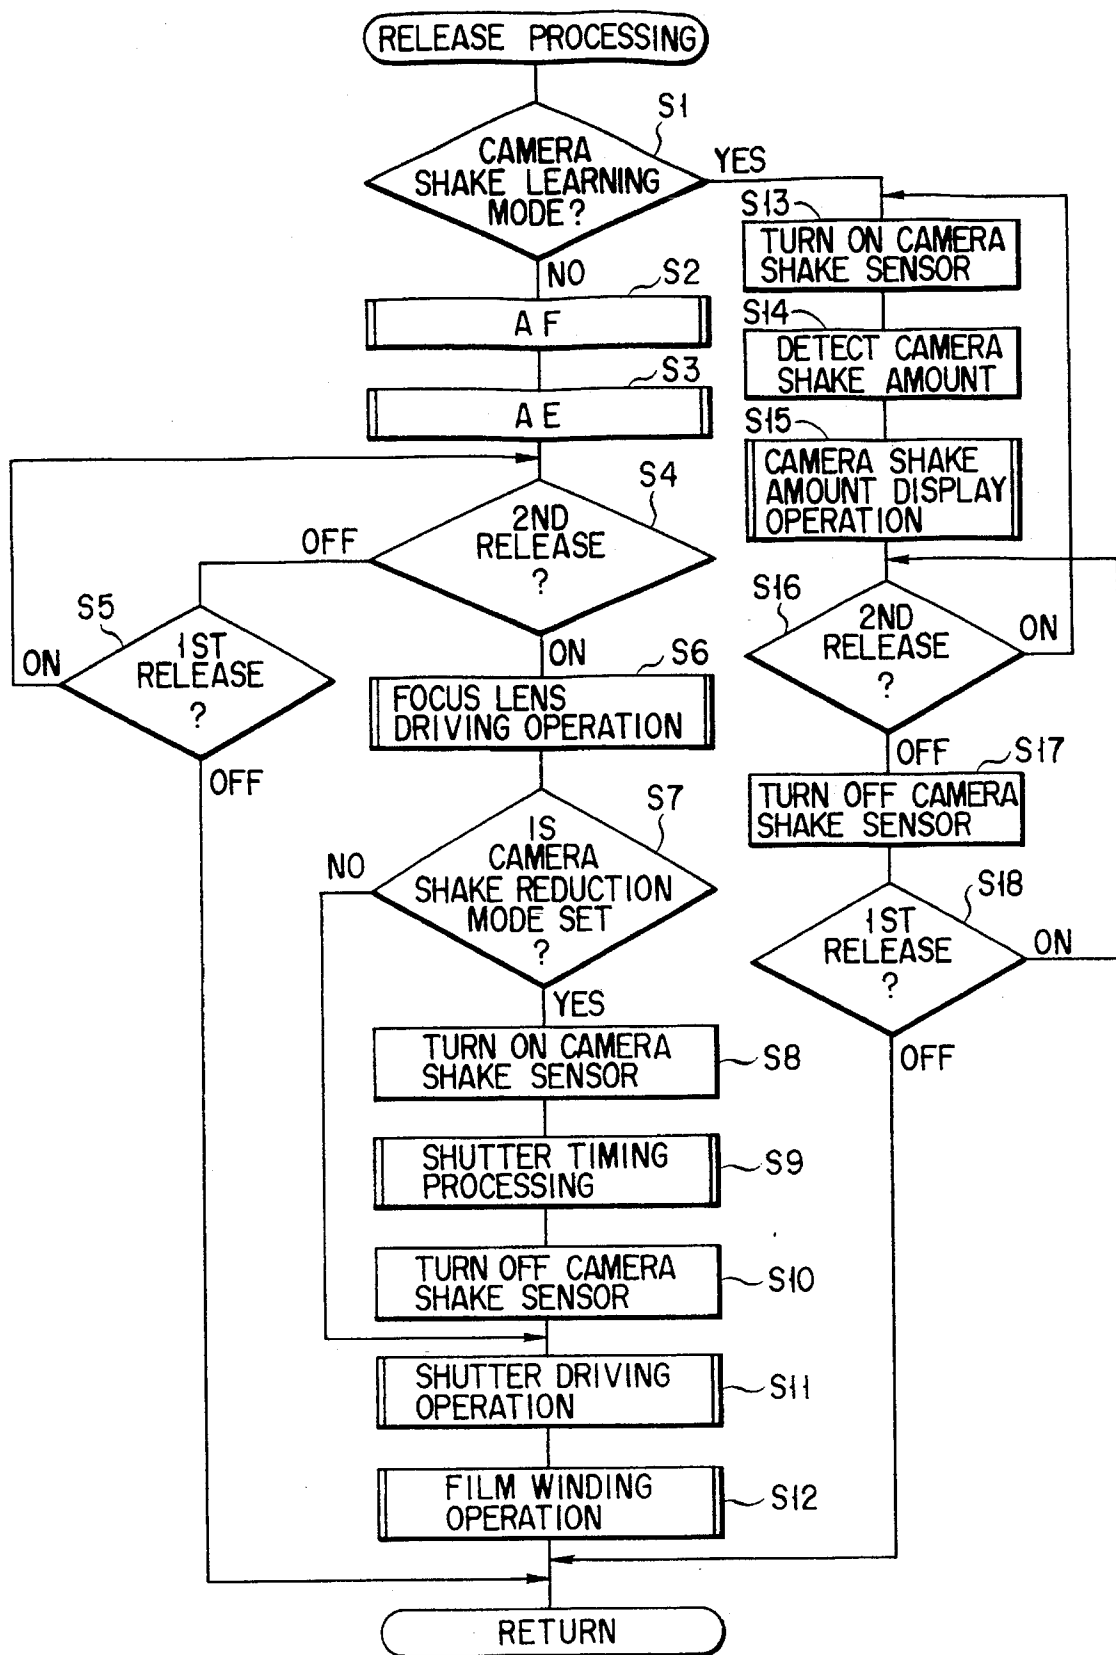 RELEASE PROCESSING
S1
CAMERA
SHAKE LEARNING
MODE?
YES
NO
S2
AF
S3
AE
S4
2ND
RELEASE
?
OFF
ON
S5
1ST
RELEASE
?
ON
OFF
S6
FOCUS LENS
DRIVING OPERATION
S7
IS
CAMERA
SHAKE REDUCTION
MODE SET
?
NO
YES
S8
TURN ON CAMERA
SHAKE SENSOR
S9
SHUTTER TIMING
PROCESSING
S10
TURN OFF CAMERA
SHAKE SENSOR
S11
SHUTTER DRIVING
OPERATION
S12
FILM WINDING
OPERATION
S13
TURN ON CAMERA
SHAKE SENSOR
S14
DETECT CAMERA
SHAKE AMOUNT
S15
CAMERA SHAKE
AMOUNT DISPLAY
OPERATION
S16
2ND
RELEASE
?
ON
OFF
S17
TURN OFF CAMERA
SHAKE SENSOR
S18
1ST
RELEASE
?
ON
OFF
RETURN